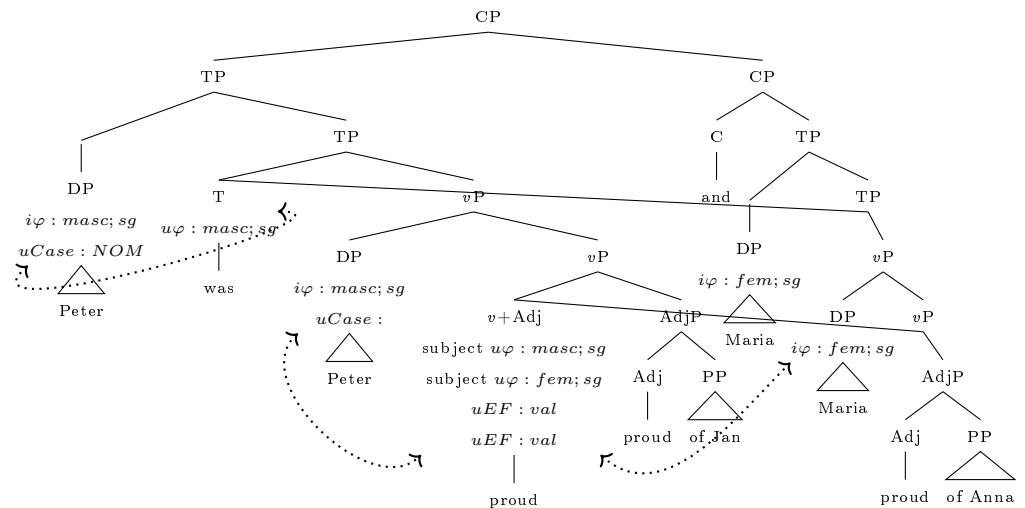 CP
TP CP
TP C TP
DP T vP and TP
iφ : masc; sg uφ : masc; sg DP vP DP vP
uCase : NOM iφ : masc; sg iφ : fem; sg
Peter was uCase : v+Adj AdjP Maria DP vP
Peter subject uφ : masc; sg Adj PP iφ : fem; sg AdjP
subject uφ : fem; sg Maria
uEF : val proud of Jan Adj PP
uEF : val
proud proud of Anna